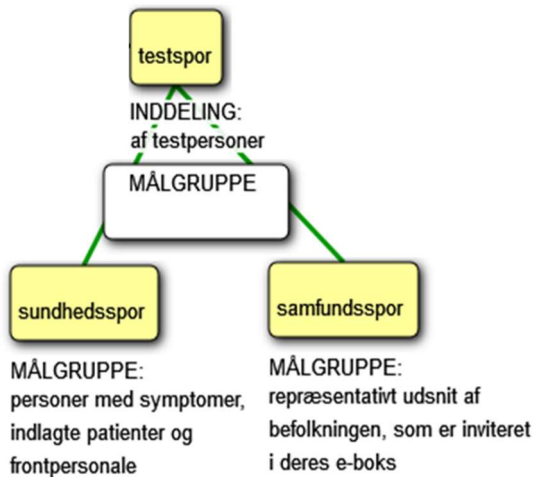 testspor
INDDELING:
af testpersoner
MÅLGRUPPE
sundhedsspor
MÅLGRUPPE:
personer med symptomer,
indlagte patienter og
frontpersonale
samfundsspor
MÅLGRUPPE:
repræsentativt udsnit af
befolkningen, som er inviteret
i deres e-boks